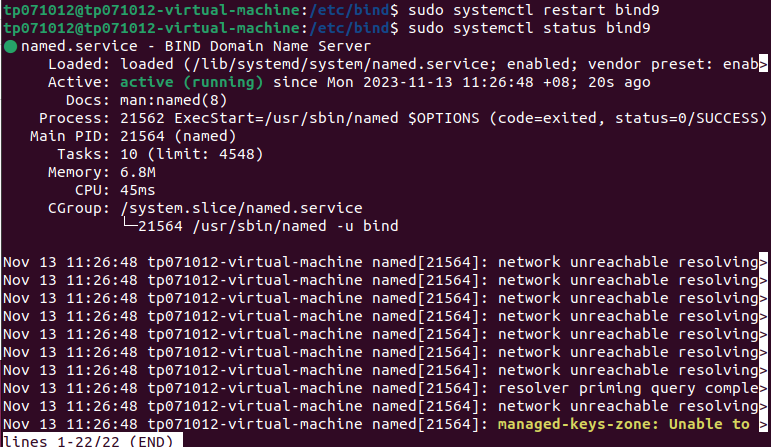 tp071012@tp071012-virtual-machine:/etc/bind$ sudo systemctl restart bind9
tp071012@tp071012-virtual-machine:/etc/bind$ sudo systemctl status bind9
● named.service - BIND Domain Name Server
     Loaded: loaded (/lib/systemd/system/named.service; enabled; vendor preset: enab>
     Active: active (running) since Mon 2023-11-13 11:26:48 +08; 20s ago
       Docs: man:named(8)
    Process: 21562 ExecStart=/usr/sbin/named $OPTIONS (code=exited, status=0/SUCCESS)
   Main PID: 21564 (named)
      Tasks: 10 (limit: 4548)
     Memory: 6.8M
        CPU: 45ms
     CGroup: /system.slice/named.service
             └─21564 /usr/sbin/named -u bind
Nov 13 11:26:48 tp071012-virtual-machine named[21564]: network unreachable resolving>
Nov 13 11:26:48 tp071012-virtual-machine named[21564]: network unreachable resolving>
Nov 13 11:26:48 tp071012-virtual-machine named[21564]: network unreachable resolving>
Nov 13 11:26:48 tp071012-virtual-machine named[21564]: network unreachable resolving>
Nov 13 11:26:48 tp071012-virtual-machine named[21564]: network unreachable resolving>
Nov 13 11:26:48 tp071012-virtual-machine named[21564]: network unreachable resolving>
Nov 13 11:26:48 tp071012-virtual-machine named[21564]: network unreachable resolving>
Nov 13 11:26:48 tp071012-virtual-machine named[21564]: resolver priming query comple>
Nov 13 11:26:48 tp071012-virtual-machine named[21564]: network unreachable resolving>
Nov 13 11:26:48 tp071012-virtual-machine named[21564]: managed-keys-zone: Unable to >
lines 1-22/22 (END)